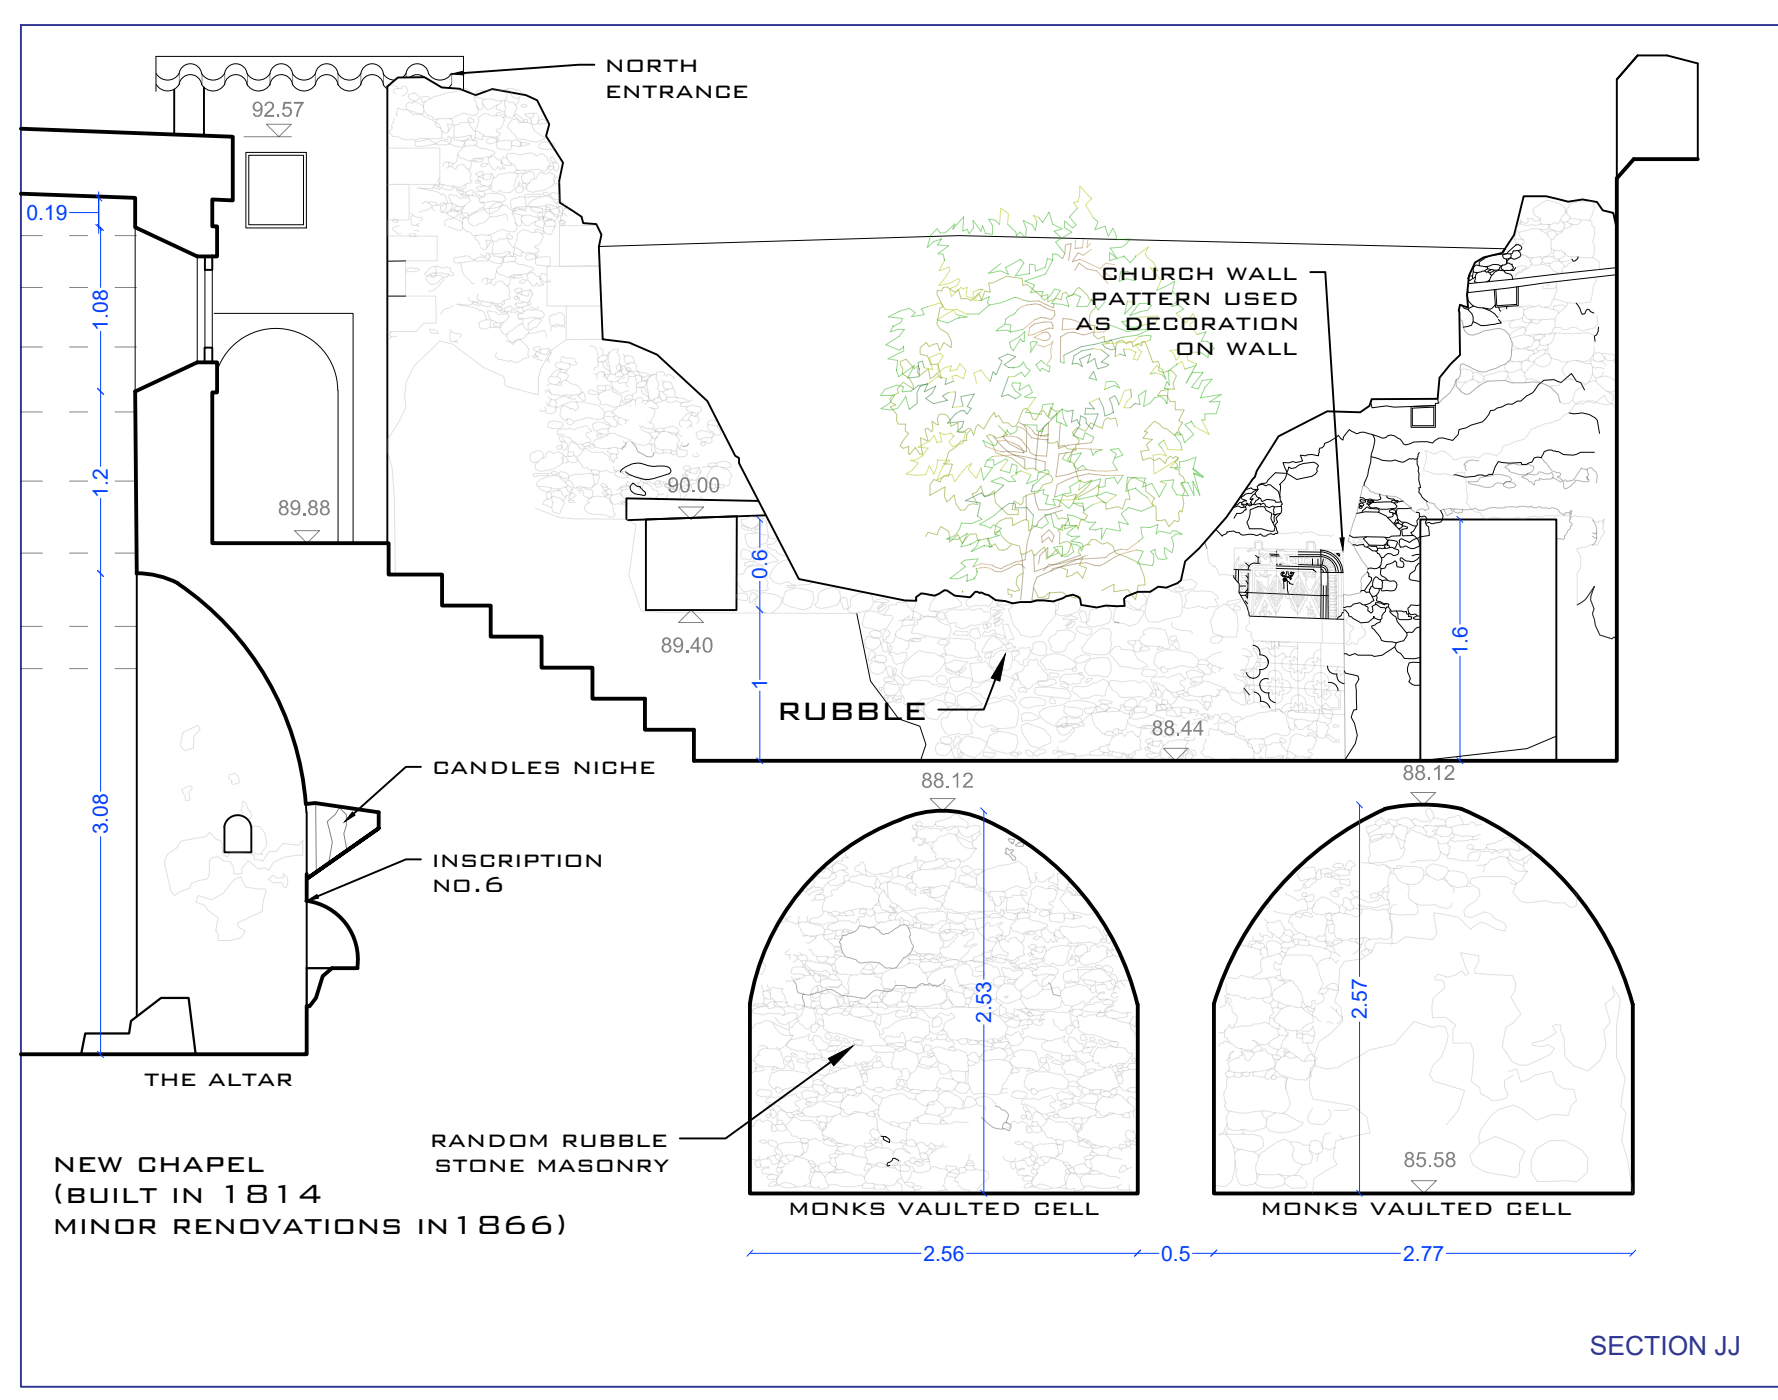 NORTH
ENTRANCE
92.57
0.19
CHURCH WALL
PATTERN USED
AS DECORATION
ON WALL
1.08
1.2
90.00
89.88
0.6
89.40
1.6
1
RUBBLE
88.44
CANDLES NICHE
88.12
88.12
3.08
INSCRIPTION
NO.6
2.53
2.57
THE ALTAR
RANDOM RUBBLE
STONE MASONRY
85.58
NEW CHAPEL
(BUILT IN 1814
MINOR RENOVATIONS IN1866)
MONKS VAULTED CELL
MONKS VAULTED CELL
2.56
0.5
2.77
SECTION JJ